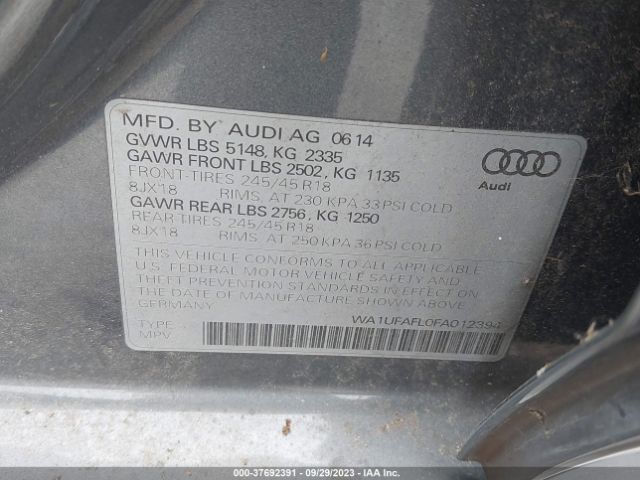 MFD. BY AUDI AG 0614
GVWR LBS 5148, KG 2335
GAWR FRONT LBS 2502, KG 1135
FRONT-TIRES 245/45 R18
8JX18 RIMS, AT 230 KPA 33 PSI COLD
GAWR REAR LBS 2756, KG 1250
REAR TIRES 245/45 R18
8JX18 RIMS, AT 250 KPA 36 PSI COLD
THIS VEHICLE CONFORMS TO ALL APPLICABLE
U.S. FEDERAL MOTOR VEHICLE SAFETY AND
THEFT PREVENTION STANDARDS IN EFFECT ON
THE DATE OF MANUFACTURE SHOWN ABOVE.
GERMANY
TYPE:
MPV
WA1UFAFL0FA012394
Audi
000-37692391 - 09/29/2023 - IAA Inc.